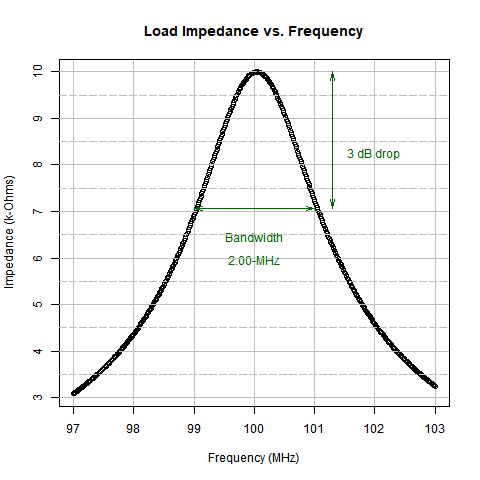 Load Impedance vs. Frequency
10
9
8
7
6
5
4
3
Impedance (K-Ohms)
3 dB drop
Bandwidth
2.00-MHz
97 98 99 100 101 102 103
Frequency (MHz)